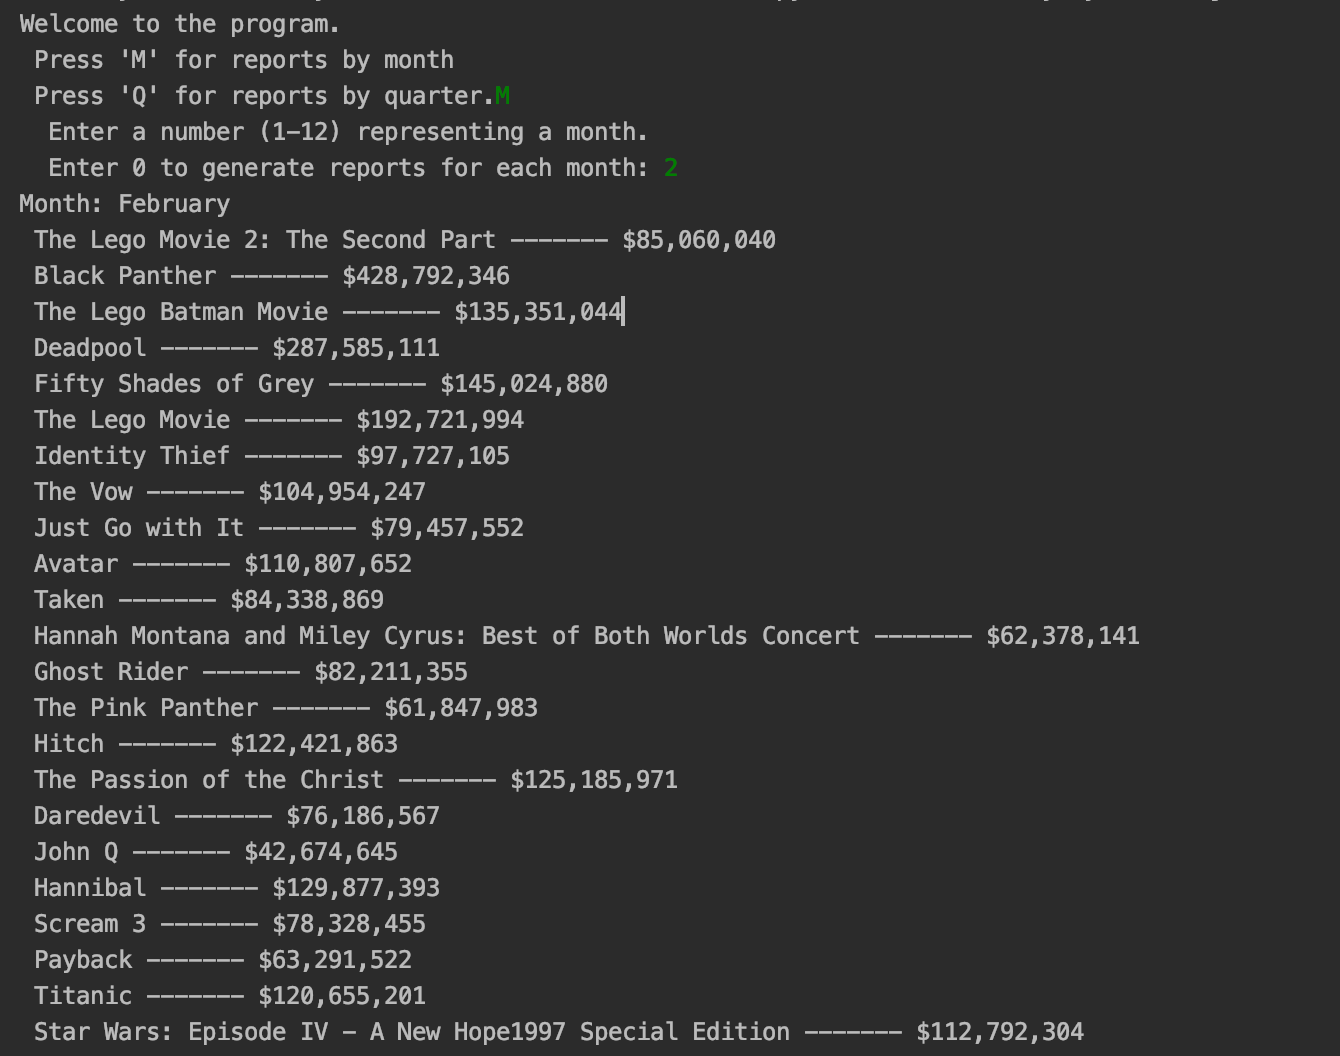 Welcome to the program.
Press 'M' for reports by month
Press 'Q' for reports by quarter.M
Enter a number (1-12) representing a month.
Enter 0 to generate reports for each month: 2
Month: February
The Lego Movie 2: The Second Part ------- $85,060,040
Black Panther ------- $428,792,346
The Lego Batman Movie ------- $135,351,044
Deadpool ------- $287,585,111
Fifty Shades of Grey ------- $145,024,880
The Lego Movie ------- $192,721,994
Identity Thief ------- $97,727,105
The Vow ------- $104,954,247
Just Go with It ------- $79,457,552
Avatar ------- $110,807,652
Taken ------- $84,338,869
Hannah Montana and Miley Cyrus: Best of Both Worlds Concert ------- $62,378,141
Ghost Rider ------- $82,211,355
The Pink Panther ------- $61,847,983
Hitch ------- $122,421,863
The Passion of the Christ ------- $125,185,971
Daredevil ------- $76,186,567
John Q ------- $42,674,645
Hannibal ------- $129,877,393
Scream 3 ------- $78,328,455
Payback ------- $63,291,522
Titanic ------- $120,655,201
Star Wars: Episode IV - A New Hope1997 Special Edition ------- $112,792,304